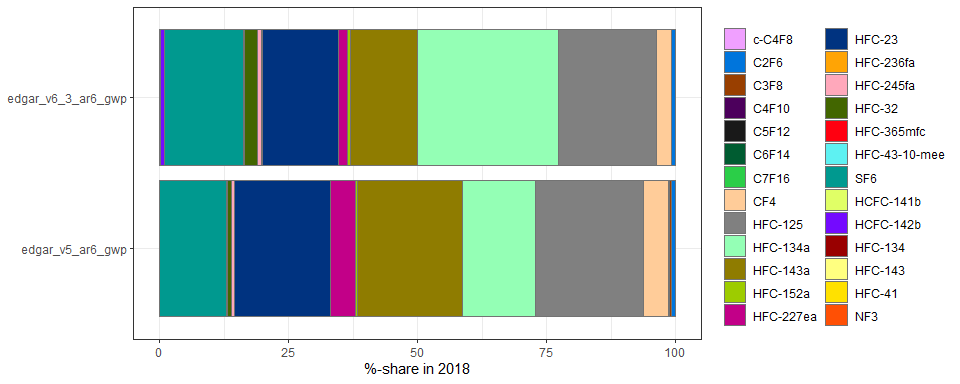 edgar_v6_3_ar6_gwp
edgar_v5_ar6_gwp
0
25
50
75
100
%-share in 2018
c-C4F8
C2F6
C3F8
C4F10
C5F12
C6F14
C7F16
CF4
HFC-125
HFC-134a
HFC-143a
HFC-152a
HFC-227ea
HFC-23
HFC-236fa
HFC-245fa
HFC-32
HFC-365mfc
HFC-43-10-mee
SF6
HCFC-141b
HCFC-142b
HFC-134
HFC-143
HFC-41
NF3